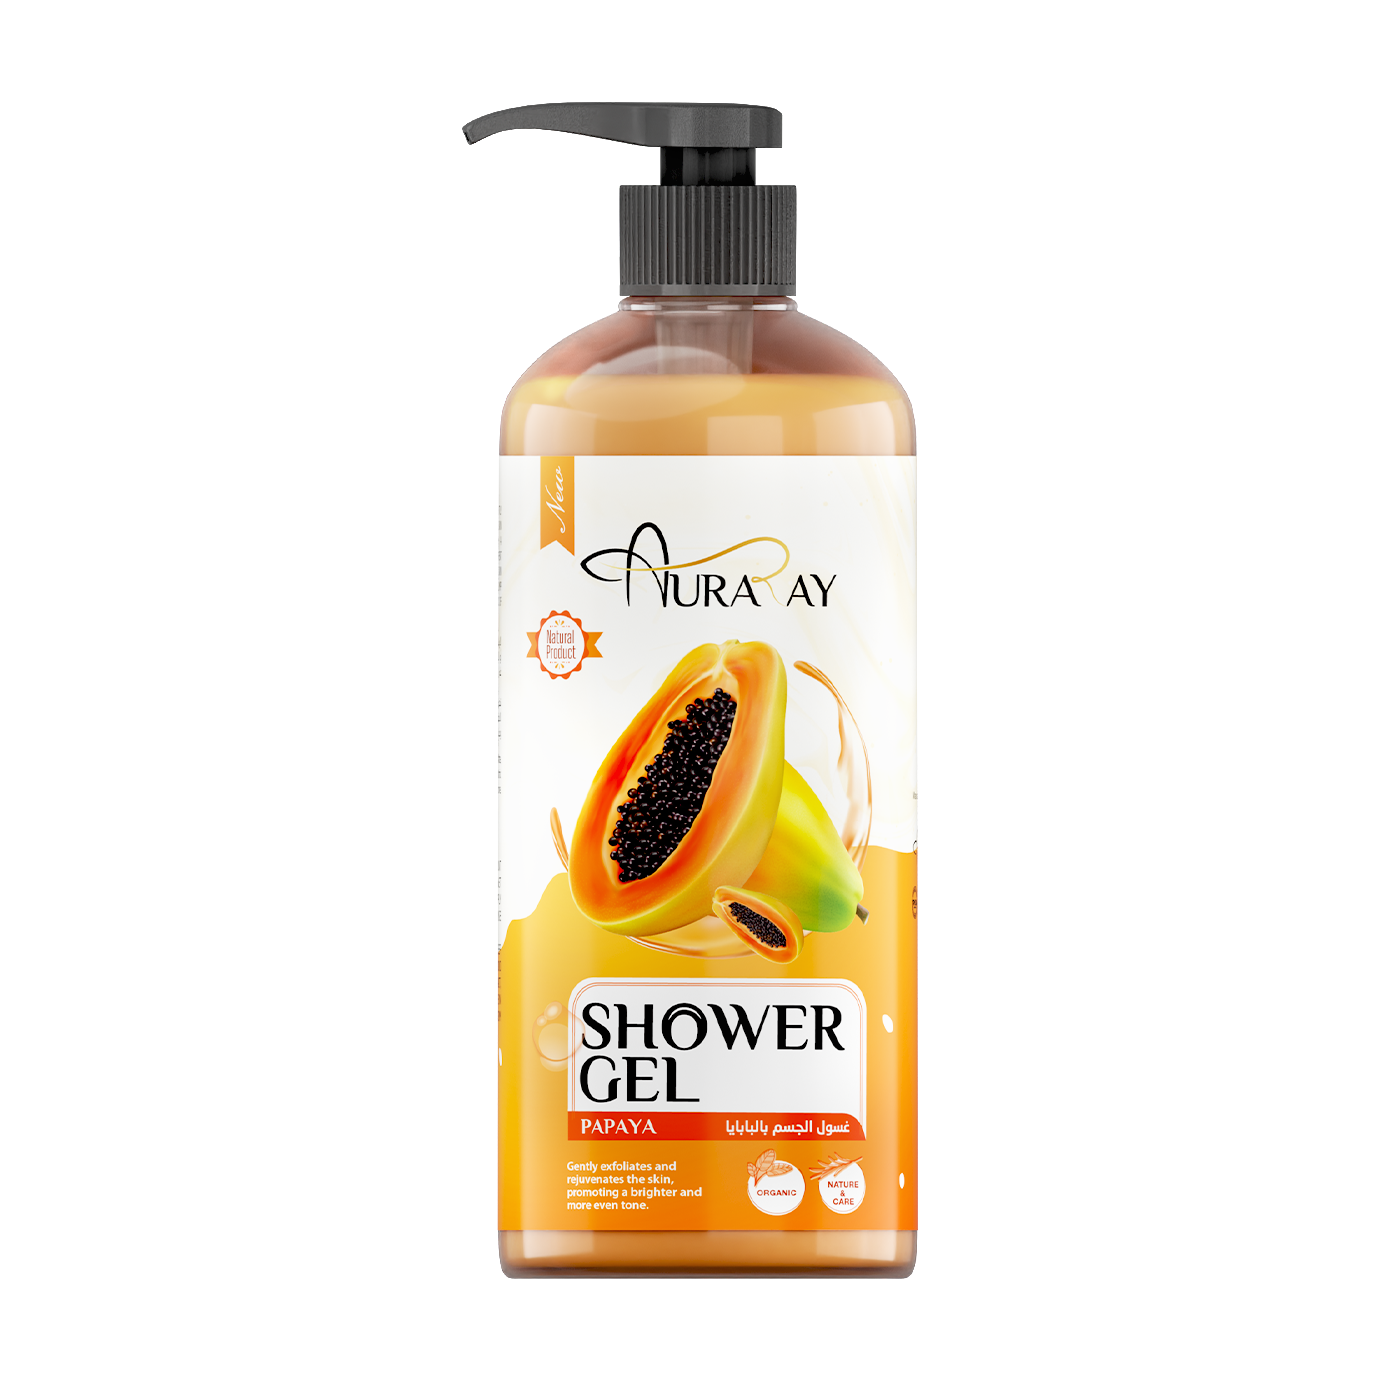 New
AURARAY
Natural
Product
SHOWER
GEL
PAPAYA
غسول الجسم بالبابايا
Gently exfoliates and
rejuvenates the skin,
promoting a brighter and
more even tone.
ORGANIC
NATURE
&
CARE